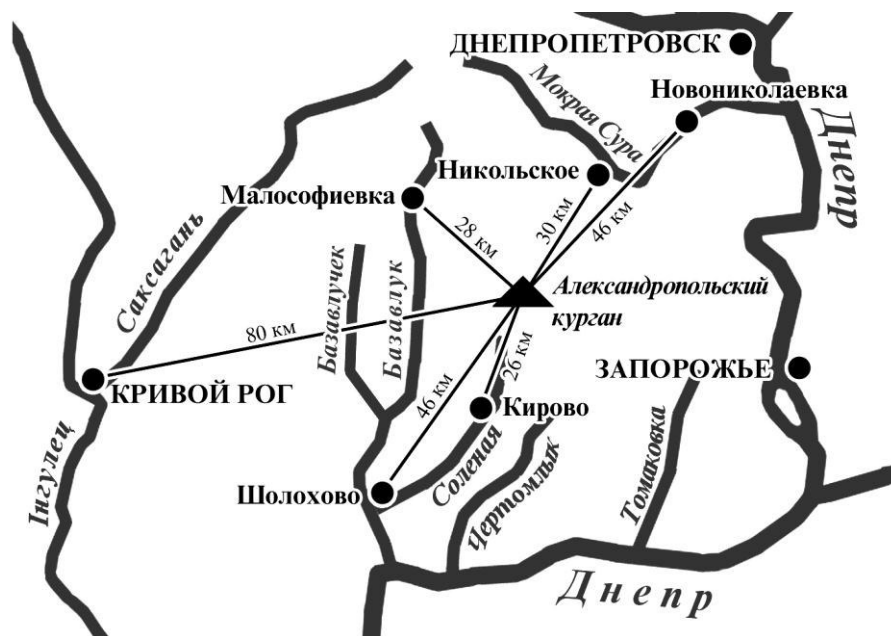 ДНЕПРОПЕТРОВСК
Новониколаевка
Мокрая Сура
Днепр
Никольское
Малософиевка
28 км
30 км
46 км
Саксагань
Базавлучек
Базавлук
Александропольский
курган
80 км
КРИВОЙ РОГ
46 км
26 км
ЗАПОРОЖЬЕ
Кирово
Інгулец
Шолохово
Соленая
Чертомлык
Томаковка
Днепр